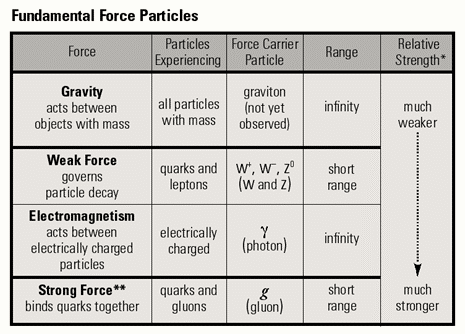 Fundamental Force Particles
Force
Particles
Experiencing
Force Carrier
Particle
Range
Relative
Strength*
Gravity
acts between
objects with mass
all particles
with mass
graviton
(not yet
observed)
infinity
much
weaker
Weak Force
governs
particle decay
quarks and
leptons
W⁺, W⁻, Z⁰
(W and Z)
short
range
Electromagnetism
acts between
electrically charged
particles
electrically
charged
γ
(photon)
infinity
Strong Force**
binds quarks together
quarks and
gluons
g
(gluon)
short
range
much
stronger